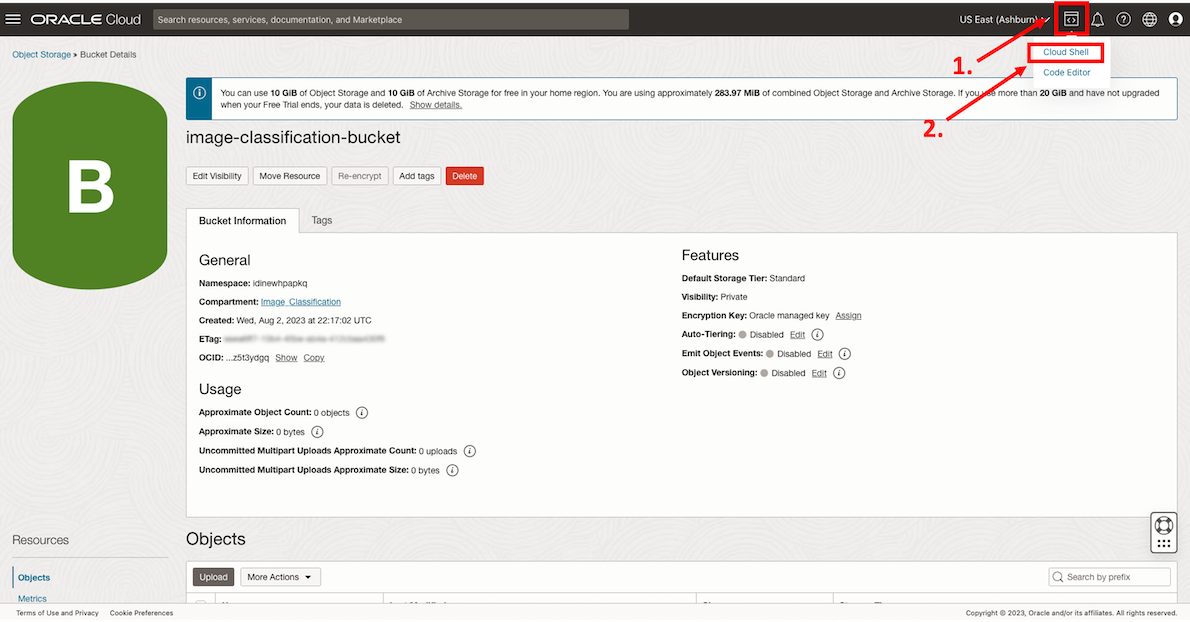 ORACLE Cloud
Search resources, services, documentation, and Marketplace
US East (Ashburn)
1.
Cloud Shell
Code Editor
2.
Object Storage » Bucket Details
You can use 10 GiB of Object Storage and 10 GiB of Archive Storage for free in your home region. You are using approximately 283.97 MiB of combined Object Storage and Archive Storage. If you use more than 20 GiB and have not upgraded
when your Free Trial ends, your data is deleted. Show details.
B
image-classification-bucket
Edit Visibility Move Resource Re-encrypt Add tags Delete
Bucket Information Tags
General
Namespace: idinewhpapkq
Compartment: Image_Classification
Created: Wed, Aug 2, 2023 at 22:17:02 UTC
ETag:
OCID: ...z5t3ydgq Show Copy
Usage
Approximate Object Count: 0 objects
Approximate Size: 0 bytes
Uncommitted Multipart Uploads Approximate Count: 0 uploads
Uncommitted Multipart Uploads Approximate Size: 0 bytes
Features
Default Storage Tier: Standard
Visibility: Private
Encryption Key: Oracle managed key Assign
Auto-Tiering: Disabled Edit
Emit Object Events: Disabled Edit
Object Versioning: Disabled Edit
Resources
Objects
Metrics
Objects
Upload More Actions Search by prefix
Terms of Use and Privacy Cookie Preferences
Copyright © 2023, Oracle and/or its affiliates. All rights reserved.